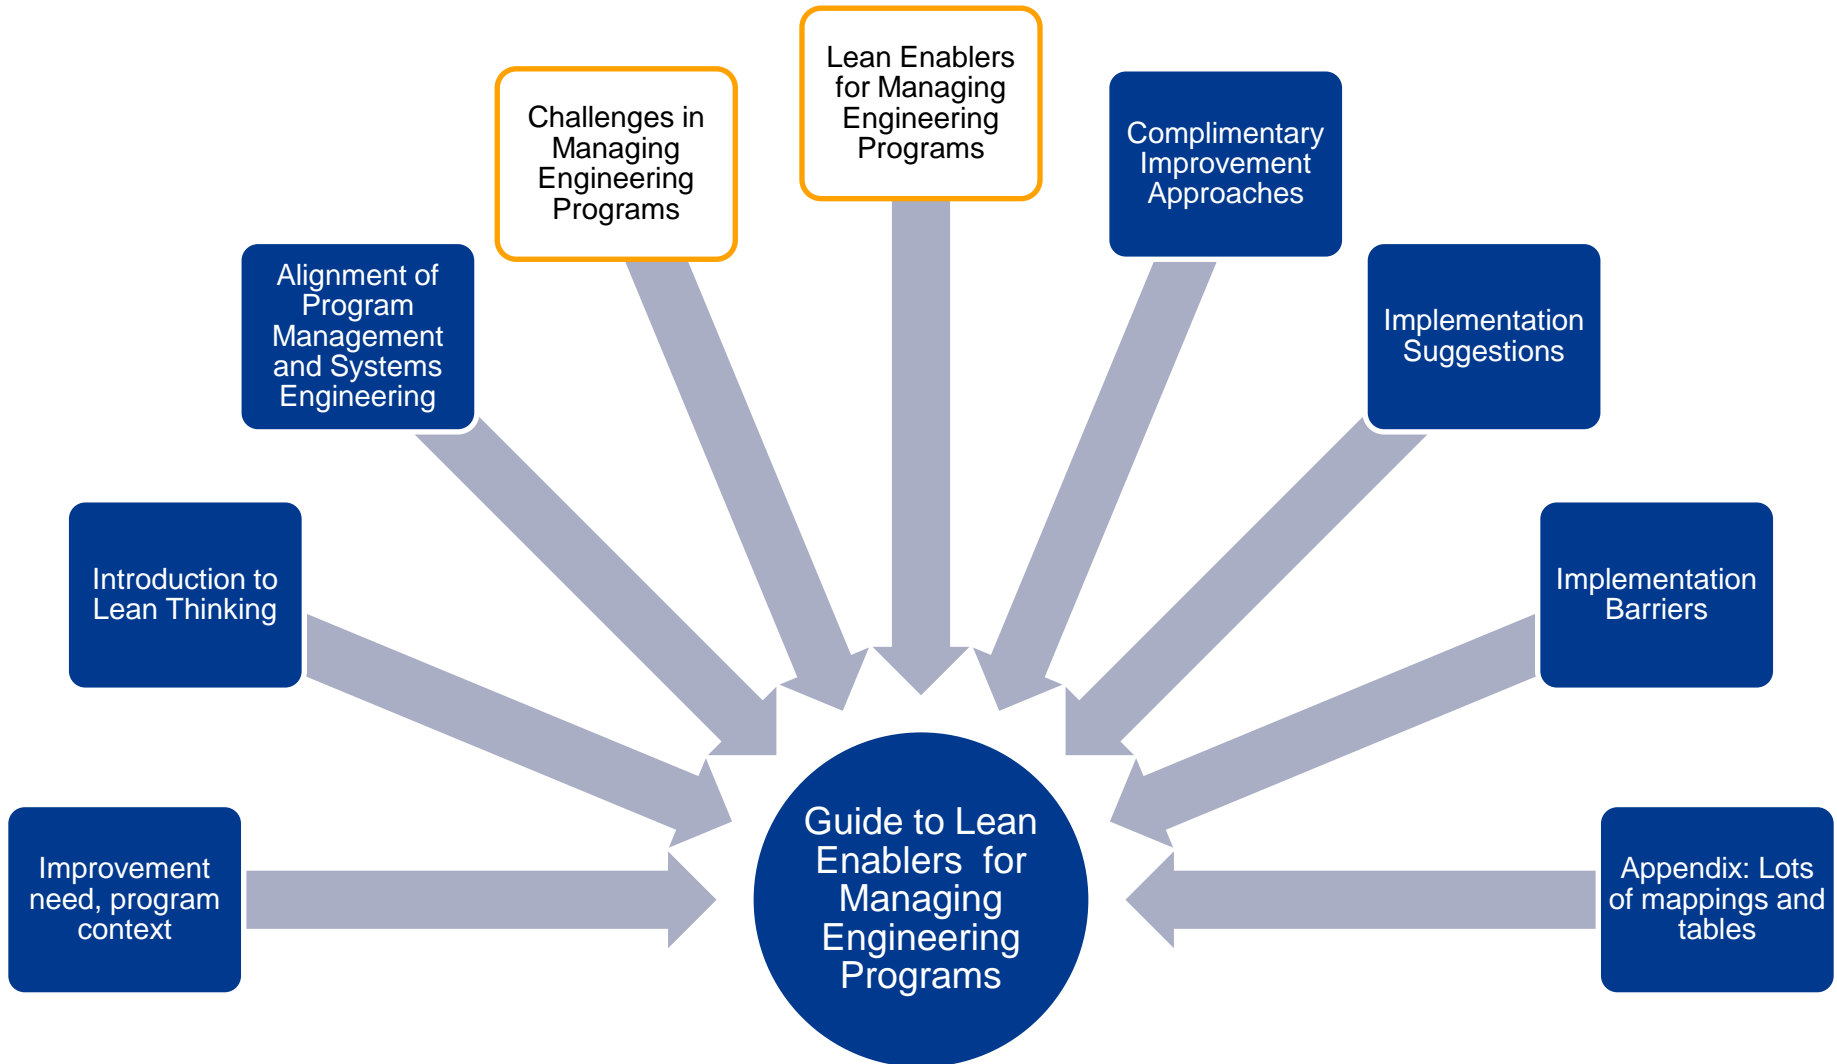 Lean Enablers
for Managing
Engineering
Programs
Challenges in
Managing
Engineering
Programs
Complimentary
Improvement
Approaches
Alignment of
Program
Management
and Systems
Engineering
Implementation
Suggestions
Introduction to
Lean Thinking
Implementation
Barriers
Improvement
need, program
context
Guide to Lean
Enablers  for
Managing
Engineering
Programs
Appendix: Lots
of mappings and
tables